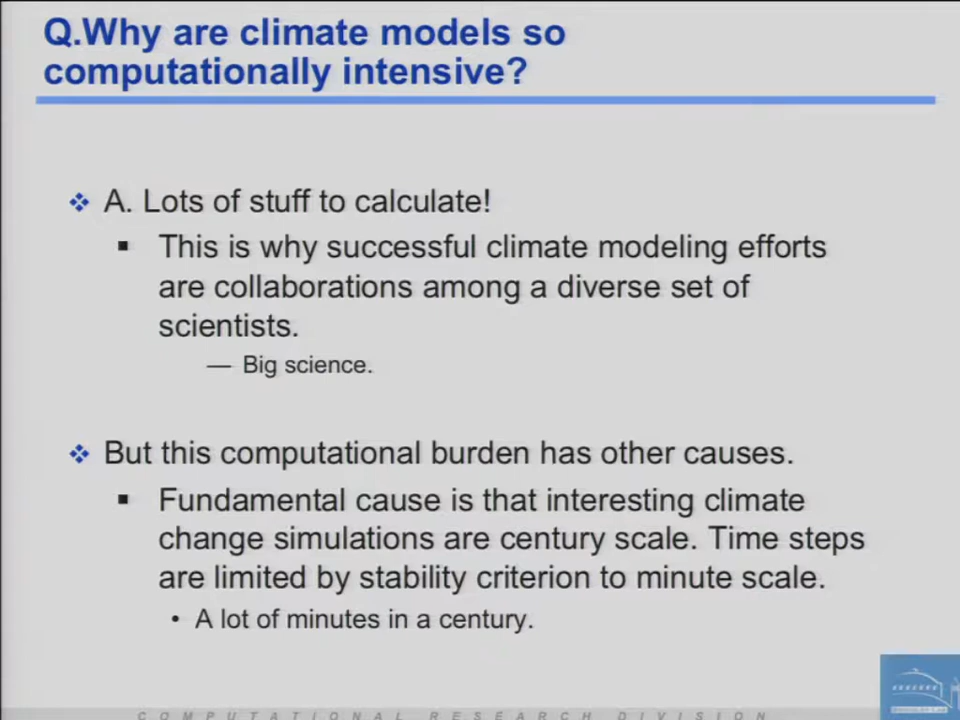 Q.Why are climate models so
computationally intensive?
❖ A. Lots of stuff to calculate!
▪ This is why successful climate modeling efforts
are collaborations among a diverse set of
scientists.
— Big science.
❖ But this computational burden has other causes.
▪ Fundamental cause is that interesting climate
change simulations are century scale. Time steps
are limited by stability criterion to minute scale.
• A lot of minutes in a century.
COMPUTATIONAL RESEARCH DIVISION